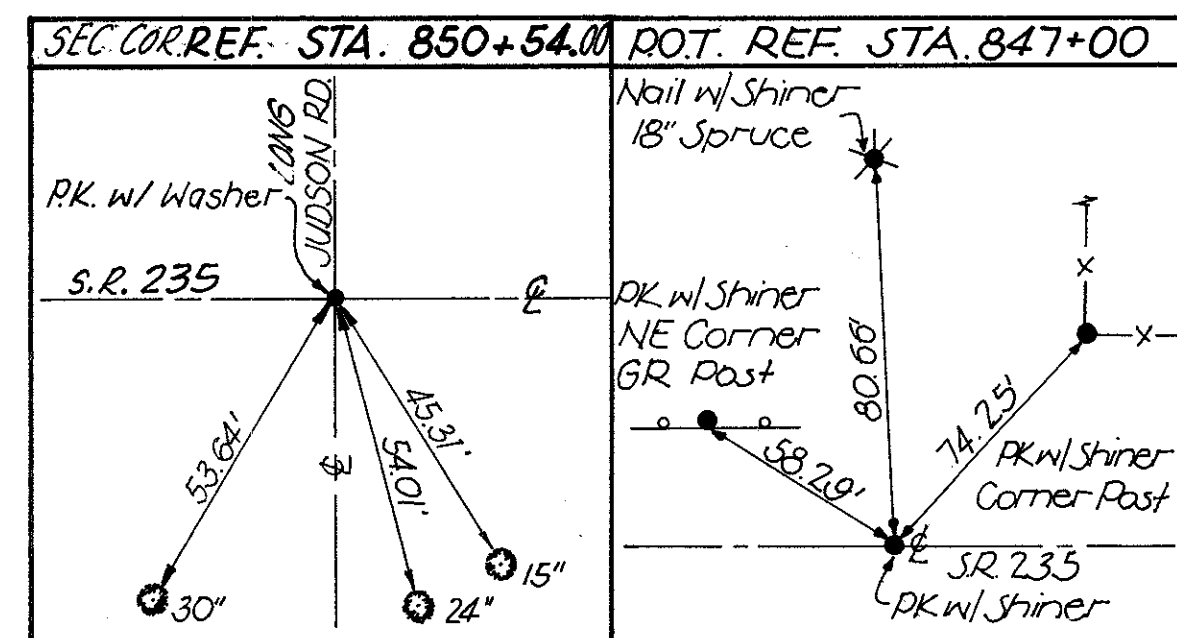 SEC. COR. REF. STA. 850+54.00
LONG
JUDSON RD.
P.K. w/ Washer
S.R. 235
℄
53.64'
54.01'
45.31'
℄
30"
24"
15"
P.O.T. REF. STA. 847+00
Nail w/ Shiner
18" Spruce
X
X
PK w/ Shiner
NE Corner
GR Post
80.66'
74.25'
58.29'
PK w/ Shiner
Corner Post
℄
S.R. 235
PK w/ Shiner